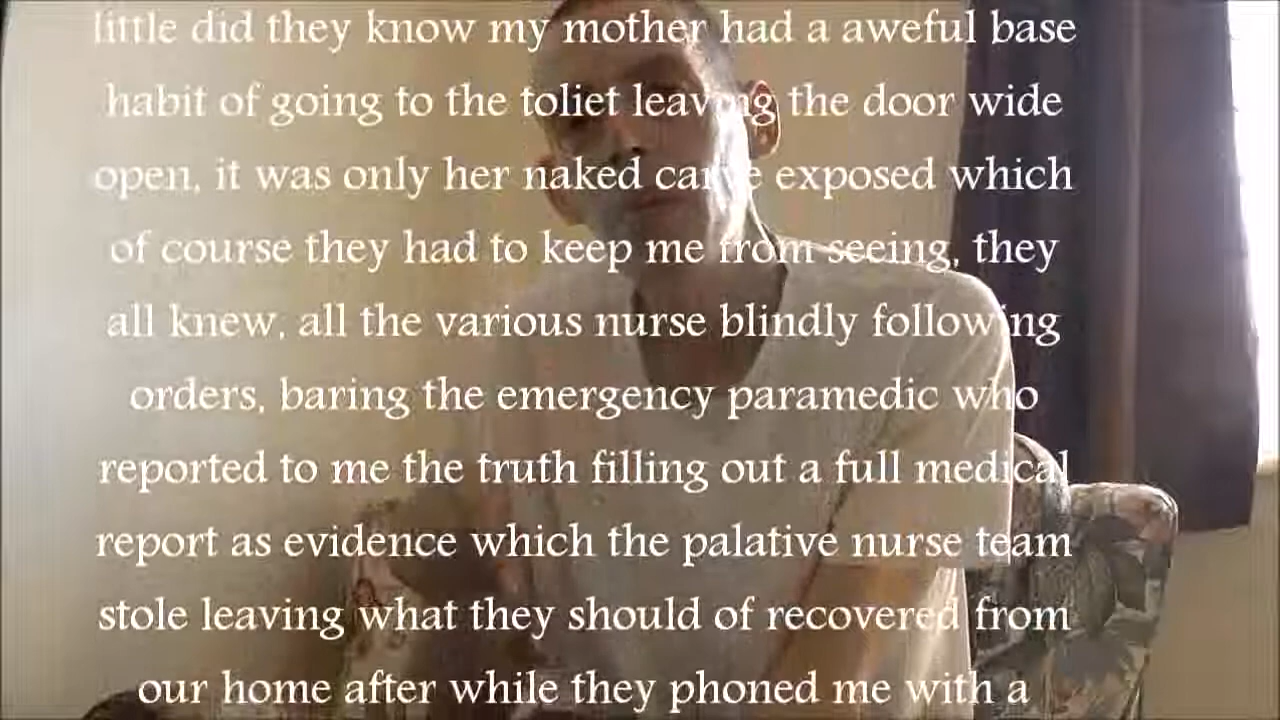 little did they know my mother had a aweful base
habit of going to the toliet leaving the door wide
open, it was only her naked carve exposed which
of course they had to keep me from seeing, they
all knew, all the various nurse blindly following
orders, baring the emergency paramedic who
reported to me the truth filling out a full medical
report as evidence which the palative nurse team
stole leaving what they should of recovered from
our home after while they phoned me with a